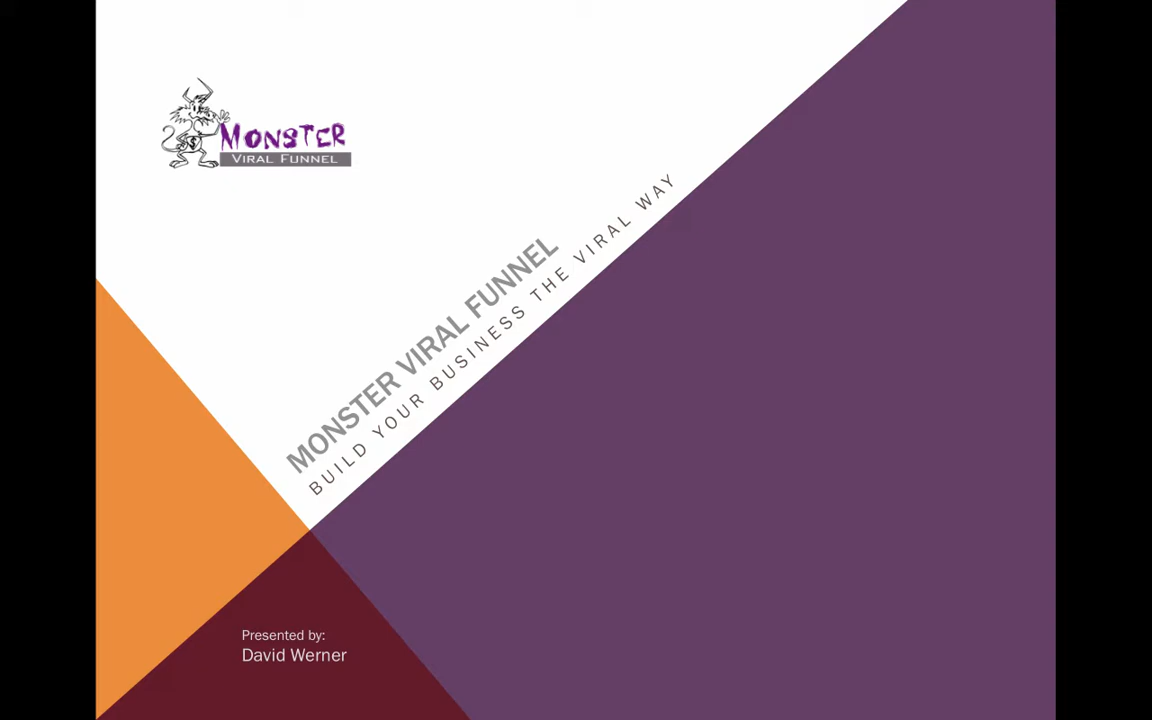 MONSTER
VIRAL FUNNEL
MONSTER VIRAL FUNNEL
BUILD YOUR BUSINESS THE VIRAL WAY
Presented by:
David Werner